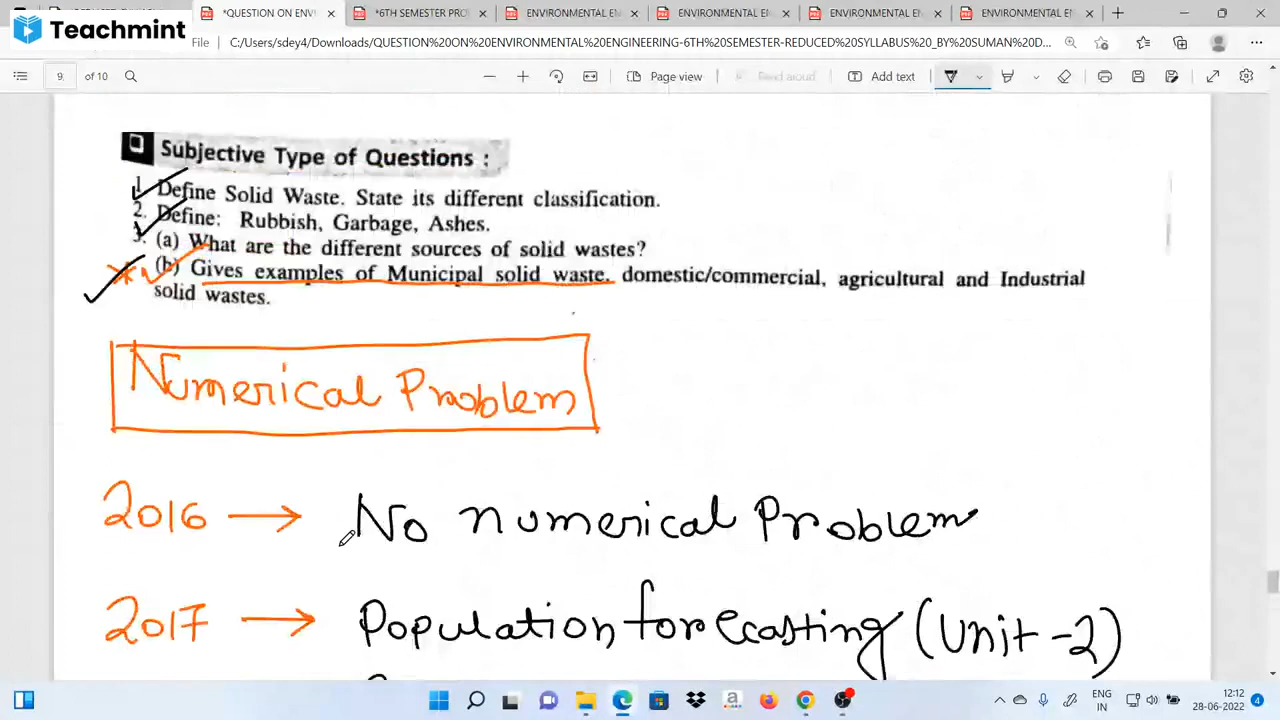 Teachmint
*QUESTION ON ENVI
*6TH SEMESTER RE
ENVIRONMENTAL EN
ENVIRONMENTAL EN
ENVIRONMENTAL EN
ENVIRONMENTAL EN
File
C:/Users/sdey4/Downloads/QUESTION%20ON%20ENVIRONMENTAL%20ENGINEERING-6TH%20SEMESTER-REDUCED%20SYLLABUS%20_BY%20SUMAN%20D...
9 of 10
Page view
Read aloud
Add text
Subjective Type of Questions :
1. Define Solid Waste. State its different classification.
2. Define: Rubbish, Garbage, Ashes.
3. (a) What are the different sources of solid wastes?
(b) Gives examples of Municipal solid waste, domestic/commercial, agricultural and Industrial
solid wastes.
Numerical Problem
2016 → No numerical Problem
2017 → Population forecasting (Unit-2)
ENG
IN
12:12
28-06-2022
4